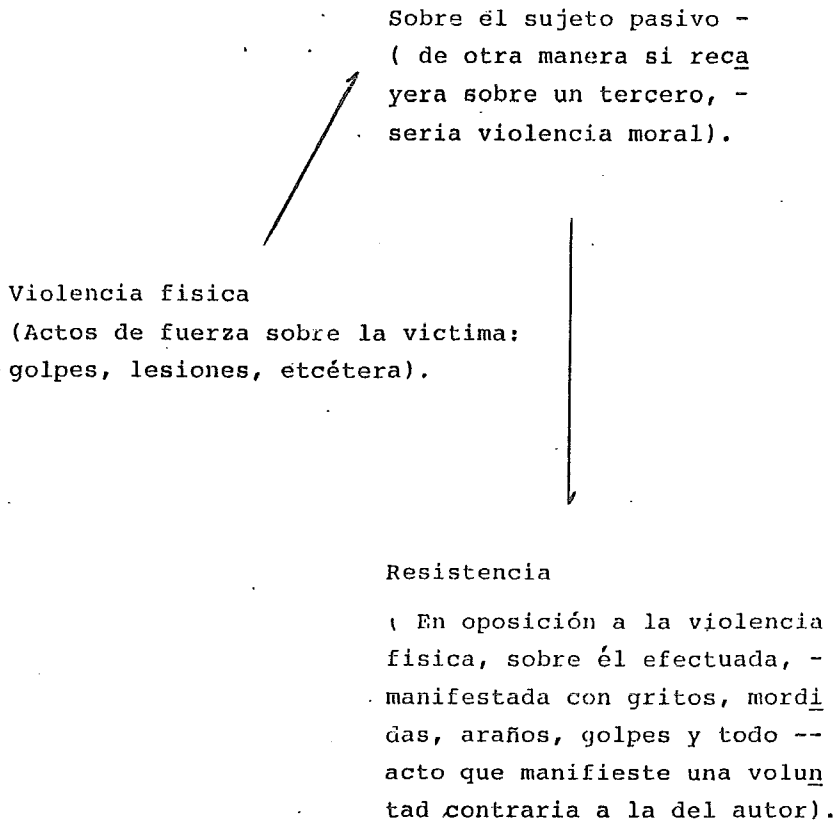 Sobre el sujeto pasivo -
( de otra manera si reca
yera sobre un tercero, -
seria violencia moral).
Violencia fisica
(Actos de fuerza sobre la victima:
golpes, lesiones, etcétera).
Resistencia
( En oposición a la violencia
fisica, sobre él efectuada, -
manifestada con gritos, mordi
das, araños, golpes y todo --
acto que manifieste una volun
tad contraria a la del autor).